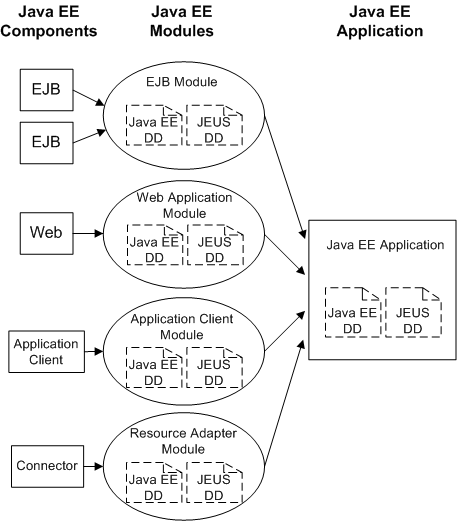 Java EE
Components
Java EE
Modules
Java EE
Application
EJB
EJB
EJB Module
Java EE
DD
JEUS
DD
Web
Web Application
Module
Java EE
DD
JEUS
DD
Application
Client
Application Client
Module
Java EE
DD
JEUS
DD
Connector
Resource Adapter
Module
Java EE
DD
JEUS
DD
Java EE Application
Java EE
DD
JEUS
DD